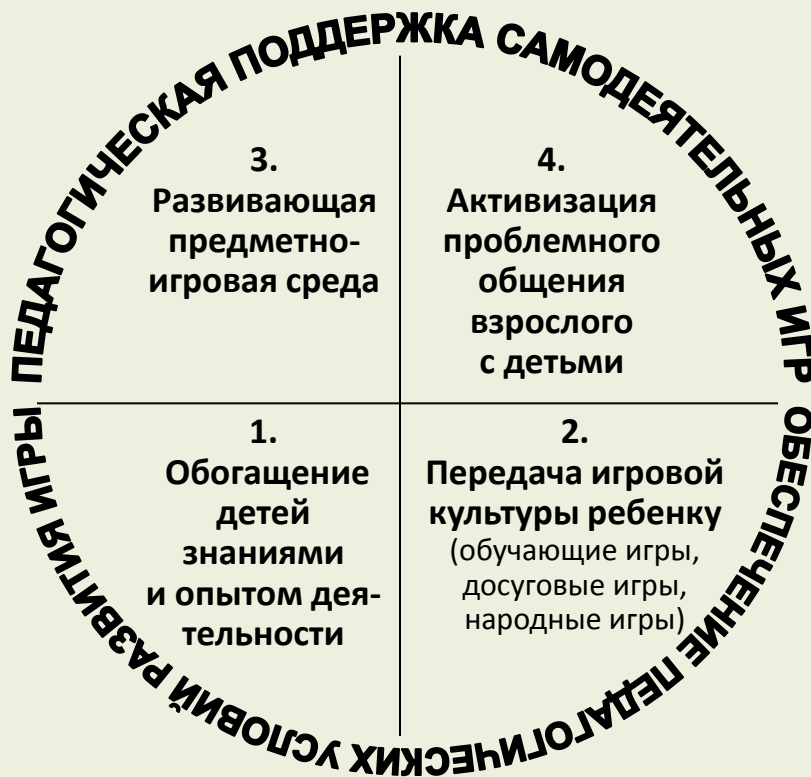 ПЕДАГОГИЧЕСКАЯ ПОДДЕРЖКА САМОДЕЯТЕЛЬНЫХ ИГР
3.
Развивающая
предметно-
игровая среда
4.
Активизация
проблемного
общения
взрослого
с детьми
1.
Обогащение
детей
знаниями
и опытом дея-
тельности
2.
Передача игровой
культуры ребенку
(обучающие игры,
досуговые игры,
народные игры)
ОБЕСПЕЧЕНИЕ ПЕДАГОГИЧЕСКИХ УСЛОВИЙ РАЗВИТИЯ ИГРЫ